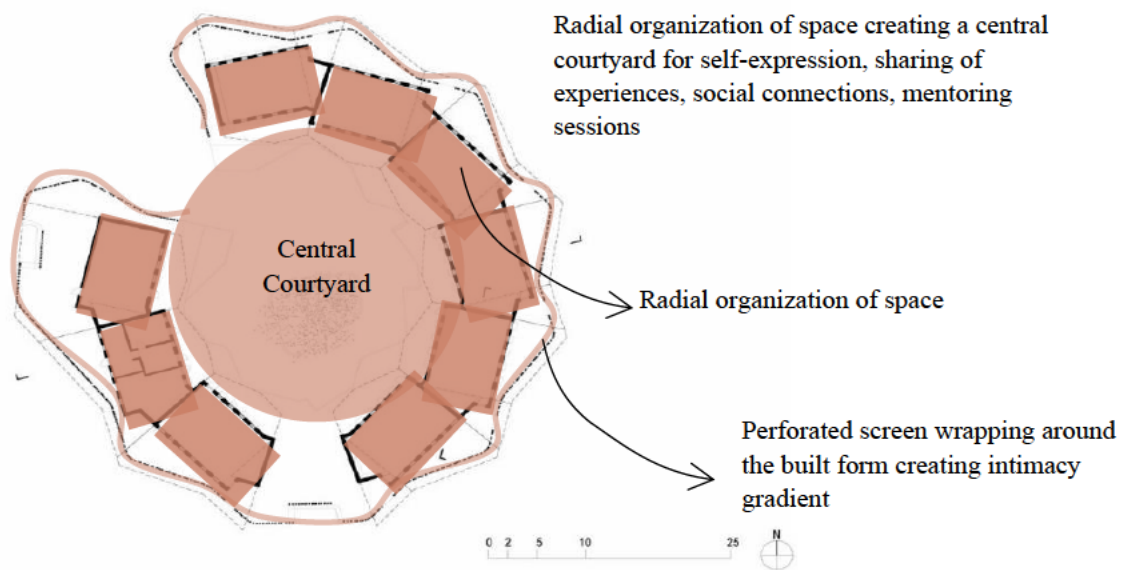 Radial organization of space creating a central
courtyard for self-expression, sharing of
experiences, social connections, mentoring
sessions
Central
Courtyard
Radial organization of space
Perforated screen wrapping around
the built form creating intimacy
gradient
0 2 5 10 25
N